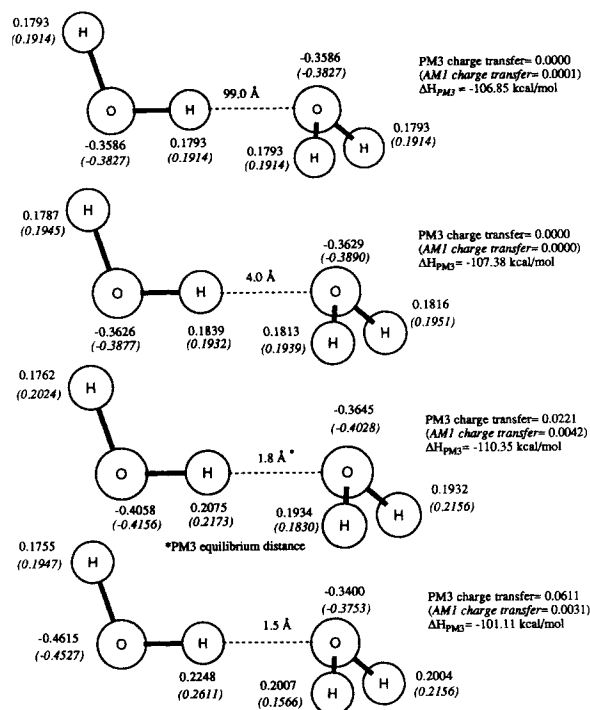 0.1793
(0.1914)
H
-0.3586
(-0.3827)
PM3 charge transfer= 0.0000
(AM1 charge transfer= 0.0001)
ΔHPM3 = -106.85 kcal/mol
99.0 Å
O
H
O
0.1793
(0.1914)
-0.3586
(-0.3827)
0.1793
(0.1914)
0.1793
(0.1914)
H
H
0.1787
(0.1945)
H
-0.3629
(-0.3890)
PM3 charge transfer= 0.0000
(AM1 charge transfer= 0.0000)
ΔHPM3= -107.38 kcal/mol
4.0 Å
O
H
O
0.1816
(0.1951)
-0.3626
(-0.3877)
0.1839
(0.1932)
0.1813
(0.1939)
H
H
0.1762
(0.2024)
H
-0.3645
(-0.4028)
PM3 charge transfer= 0.0221
(AM1 charge transfer= 0.0042)
ΔHPM3= -110.35 kcal/mol
1.8 Å *
O
H
O
0.1932
(0.2156)
-0.4058
(-0.4156)
0.2075
(0.2173)
0.1934
(0.1830)
H
H
*PM3 equilibrium distance
0.1755
(0.1947)
H
-0.3400
(-0.3753)
PM3 charge transfer= 0.0611
(AM1 charge transfer= 0.0031)
ΔHPM3= -101.11 kcal/mol
1.5 Å
-0.4615
(-0.4527)
O
H
O
0.2248
(0.2611)
0.2007
(0.1566)
H
H
0.2004
(0.2156)